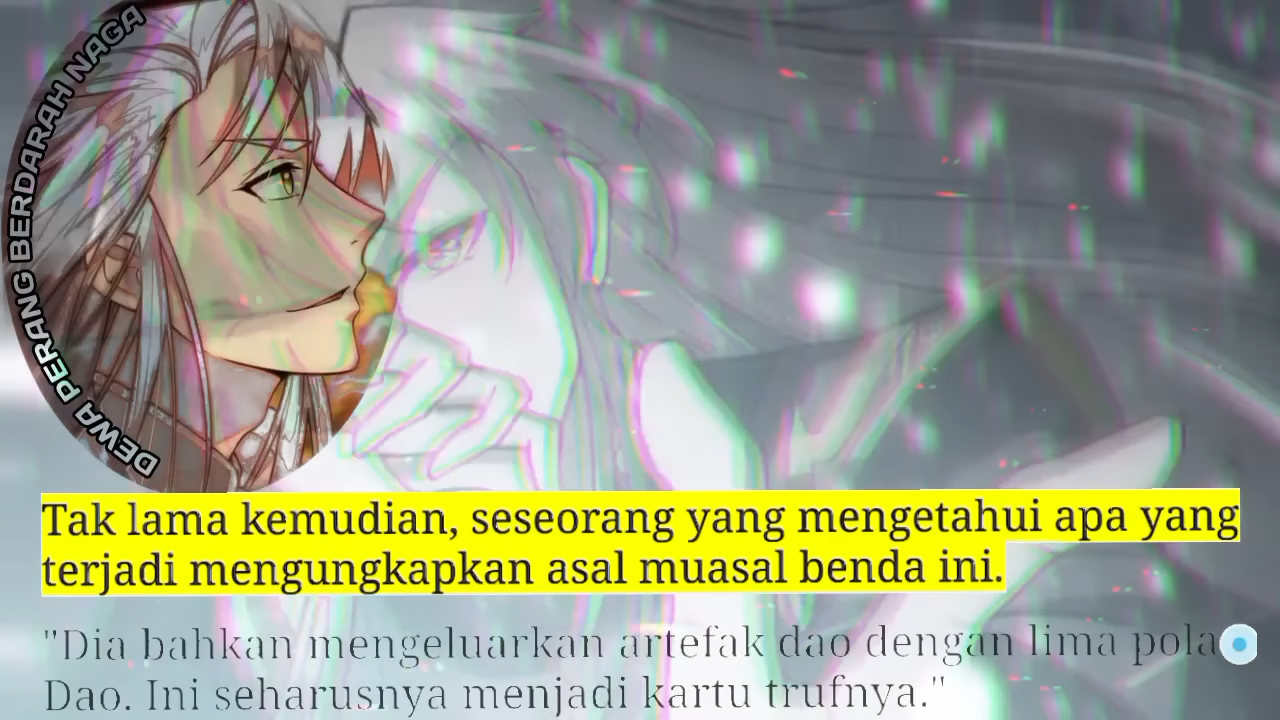 DEWA PERANG BERDARAH NAGA
Tak lama kemudian, seseorang yang mengetahui apa yang
terjadi mengungkapkan asal muasal benda ini.
"Dia bahkan mengeluarkan artefak dao dengan lima pola
Dao. Ini seharusnya menjadi kartu trufnya."